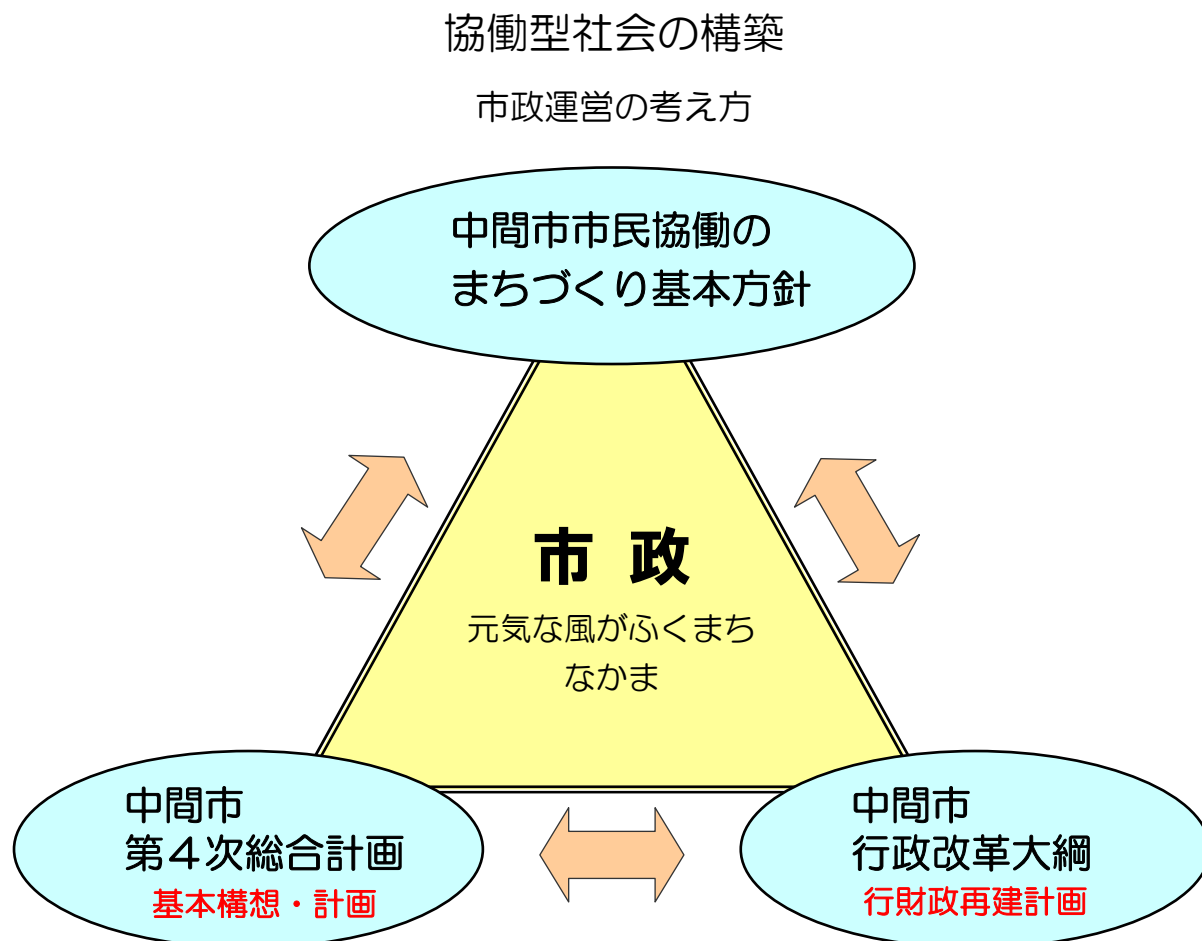 協働型社会の構築
市政運営の考え方
中間市市民協働の
まちづくり基本方針
市 政
元気な風がふくまち
なかま
中間市
第４次総合計画
基本構想・計画
中間市
行政改革大綱
行財政再建計画